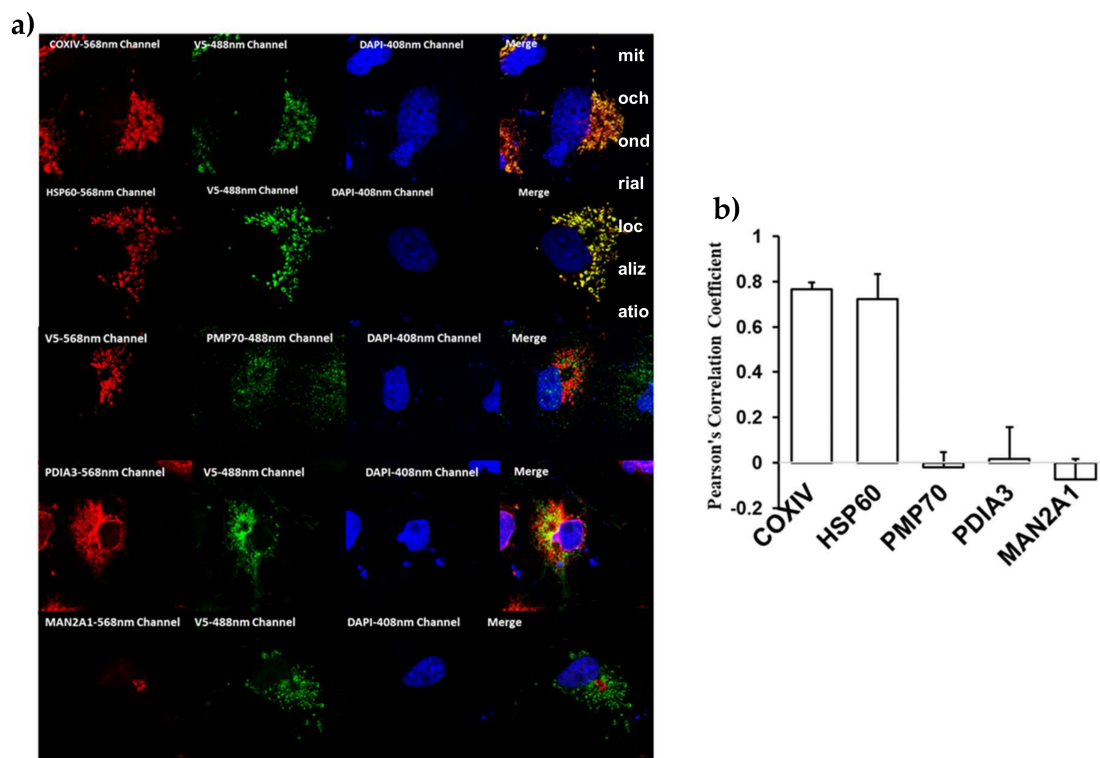 a)
COXIV-568nm Channel V5-488nm Channel DAPI-408nm Channel Merge
mit
och
ond
rial
loc
aliz
atio
HSP60-568nm Channel V5-488nm Channel DAPI-408nm Channel Merge
V5-568nm Channel PMP70-488nm Channel DAPI-408nm Channel Merge
PDIA3-568nm Channel V5-488nm Channel DAPI-408nm Channel Merge
MAN2A1-568nm Channel V5-488nm Channel DAPI-408nm Channel Merge
b)
Pearson's Correlation Coefficient
1
0.8
0.6
0.4
0.2
0
-0.2
COXIV HSP60 PMP70 PDIA3 MAN2A1